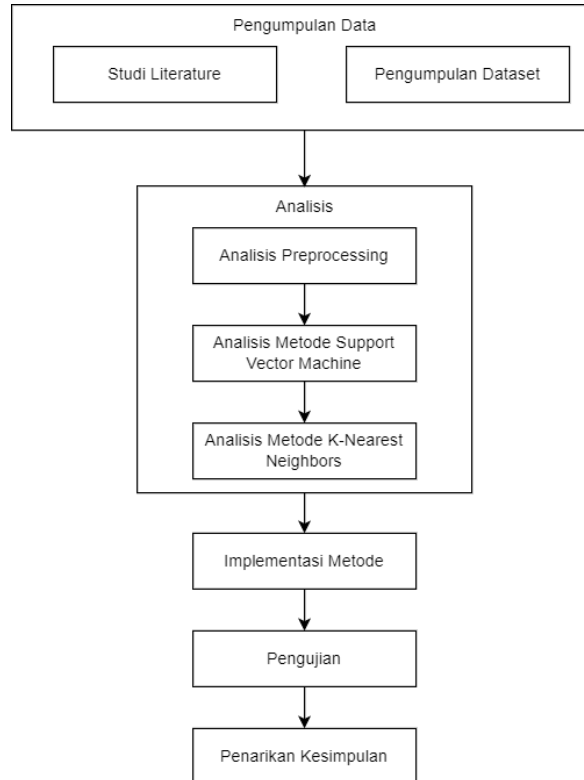 Pengumpulan Data
Studi Literature
Pengumpulan Dataset
Analisis
Analisis Preprocessing
Analisis Metode Support
Vector Machine
Analisis Metode K-Nearest
Neighbors
Implementasi Metode
Pengujian
Penarikan Kesimpulan